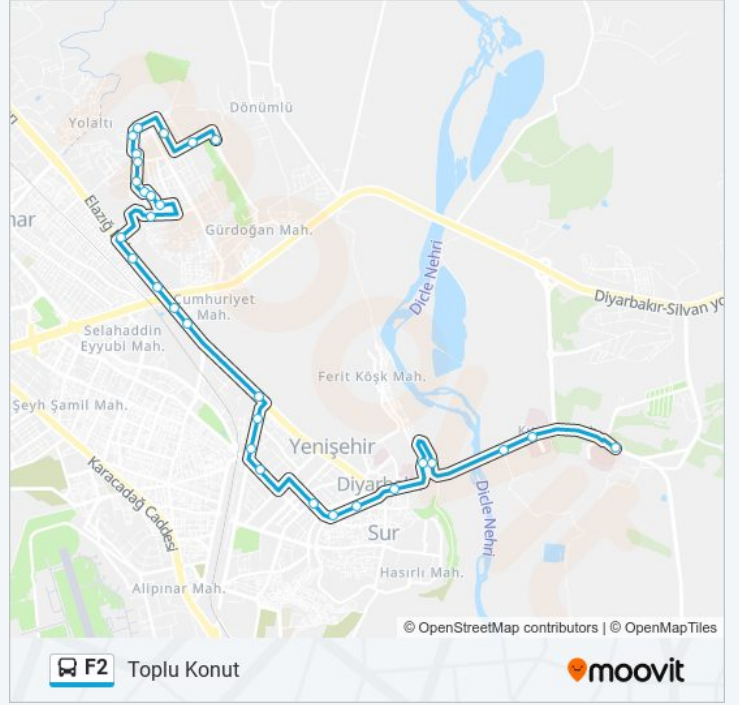 Dönümlü
Yolaltı
Elazığ
Gürdoğan Mah.
Dicle Nehri
Cumhuriyet
Mah.
Diyarbakır-Silvan yo
Selahaddin
Eyyubi Mah.
Ferit Köşk Mah.
Şeyh Şamil Mah.
Yenişehir
Karacadağ Caddesi
Dicle Nehri
Sur
Hasırlı Mah.
Alipınar Mah.
© OpenStreetMap contributors | © OpenMapTiles
F2 Toplu Konut
moovit